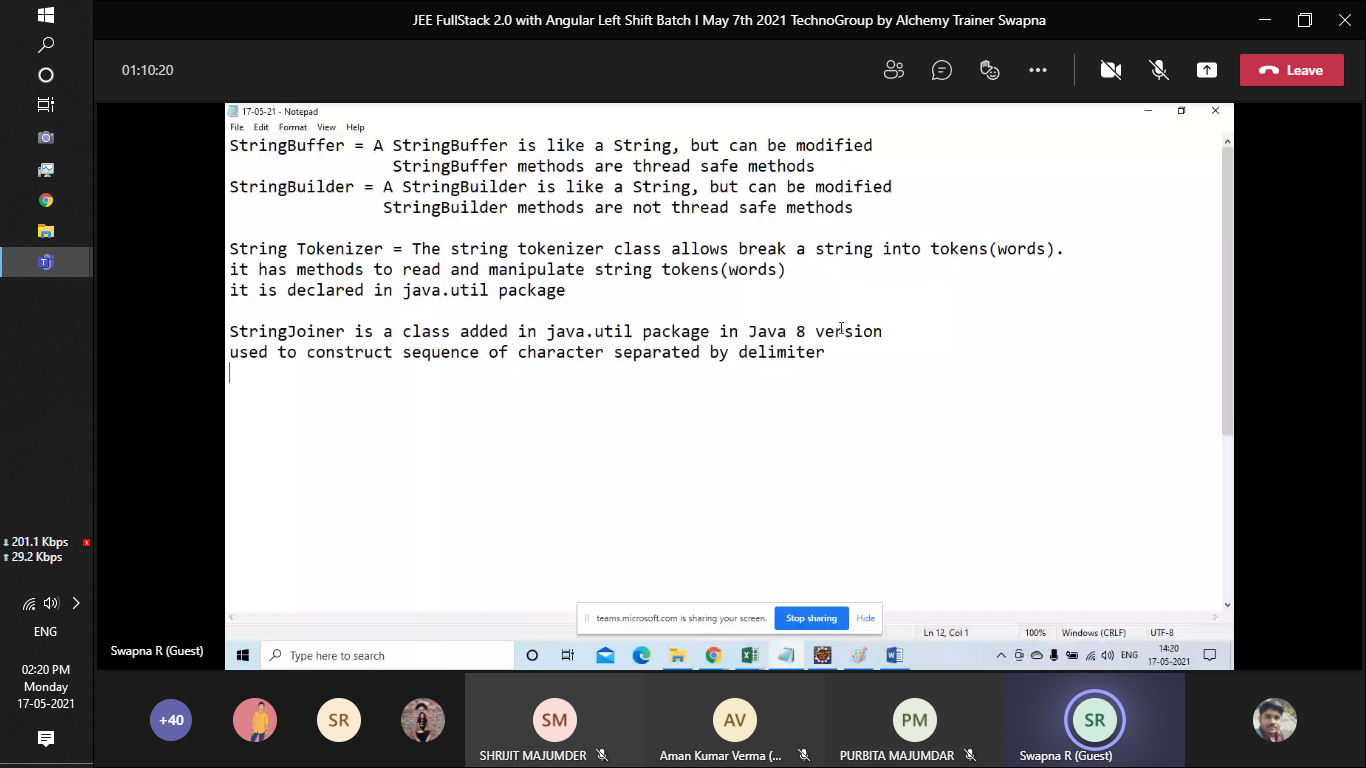 JEE FullStack 2.0 with Angular Left Shift Batch I May 7th 2021 TechnoGroup by Alchemy Trainer Swapna
01:10:20
Leave
17-05-21 - Notepad
File Edit Format View Help
StringBuffer = A StringBuffer is like a String, but can be modified
StringBuffer methods are thread safe methods
StringBuilder = A StringBuilder is like a String, but can be modified
StringBuilder methods are not thread safe methods
String Tokenizer = The string tokenizer class allows break a string into tokens(words).
it has methods to read and manipulate string tokens(words)
it is declared in java.util package
StringJoiner is a class added in java.util package in Java 8 version
used to construct sequence of character separated by delimiter
teams.microsoft.com is sharing your screen. Stop sharing Hide
Ln 12, Col 1 100% Windows (CRLF) UTF-8
Type here to search
ENG
14:20
17-05-2021
Swapna R (Guest)
201.1 Kbps
29.2 Kbps
ENG
02:20 PM
Monday
17-05-2021
+40
SR
SM
SHRIJIT MAJUMDER
AV
Aman Kumar Verma (...
PM
PURBITA MAJUMDAR
SR
Swapna R (Guest)